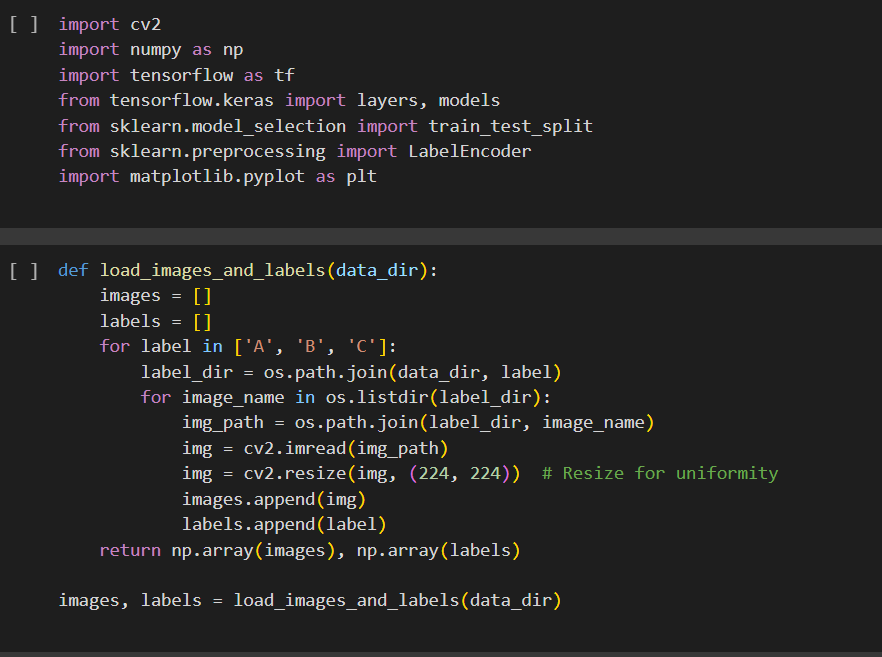 [ ] import cv2
import numpy as np
import tensorflow as tf
from tensorflow.keras import layers, models
from sklearn.model_selection import train_test_split
from sklearn.preprocessing import LabelEncoder
import matplotlib.pyplot as plt
[ ] def load_images_and_labels(data_dir):
    images = []
    labels = []
    for label in ['A', 'B', 'C']:
        label_dir = os.path.join(data_dir, label)
        for image_name in os.listdir(label_dir):
            img_path = os.path.join(label_dir, image_name)
            img = cv2.imread(img_path)
            img = cv2.resize(img, (224, 224))  # Resize for uniformity
            images.append(img)
            labels.append(label)
    return np.array(images), np.array(labels)
images, labels = load_images_and_labels(data_dir)